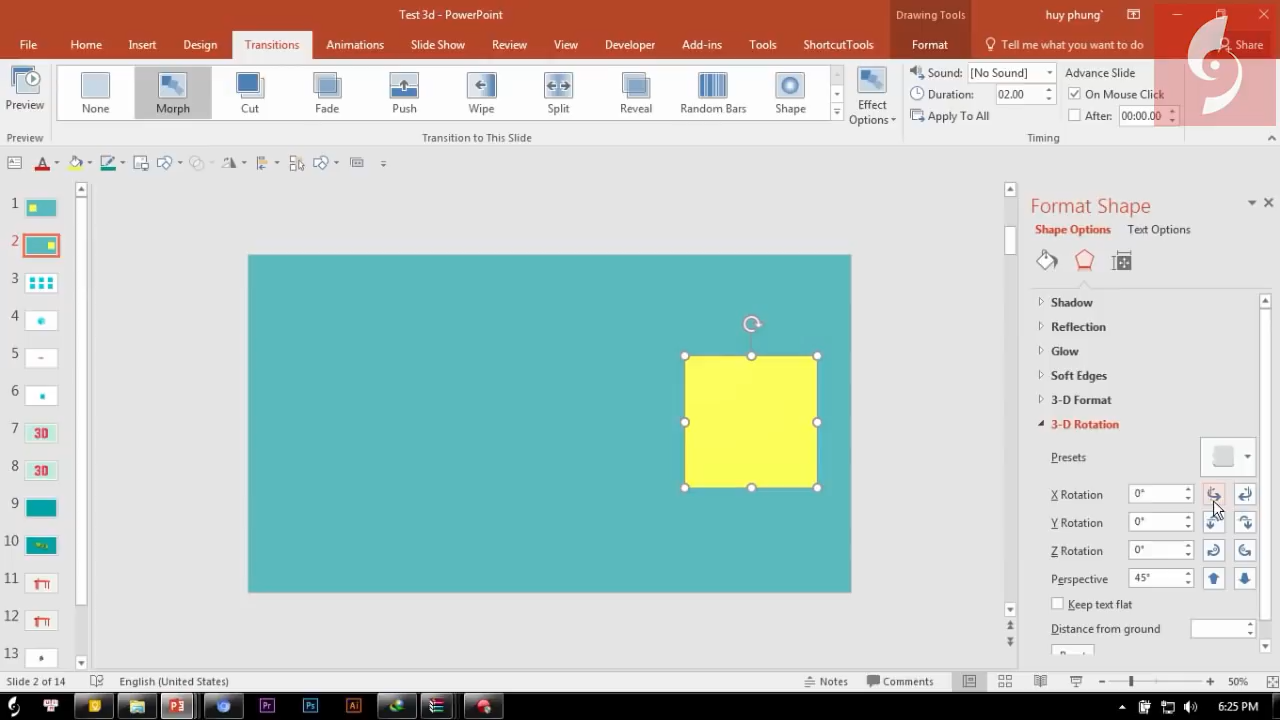 Test 3d - PowerPoint
Drawing Tools
huy phung`
File Home Insert Design Transitions Animations Slide Show Review View Developer Add-ins Tools ShortcutTools Format Tell me what you want to do Share
Preview
None Morph Cut Fade Push Wipe Split Reveal Random Bars Shape
Effect Options
Sound: [No Sound] Advance Slide
Duration: 02.00 On Mouse Click
Apply To All After: 00:00.00
Preview Transition to This Slide Timing
1
2
3
4
5
6
7 3D
8 3D
9
10
11
12
13
Format Shape
Shape Options Text Options
Shadow
Reflection
Glow
Soft Edges
3-D Format
3-D Rotation
Presets
X Rotation 0°
Y Rotation 0°
Z Rotation 0°
Perspective 45°
Keep text flat
Distance from ground
Slide 2 of 14 English (United States) Notes Comments 50%
Pr Ps Ai 6:25 PM